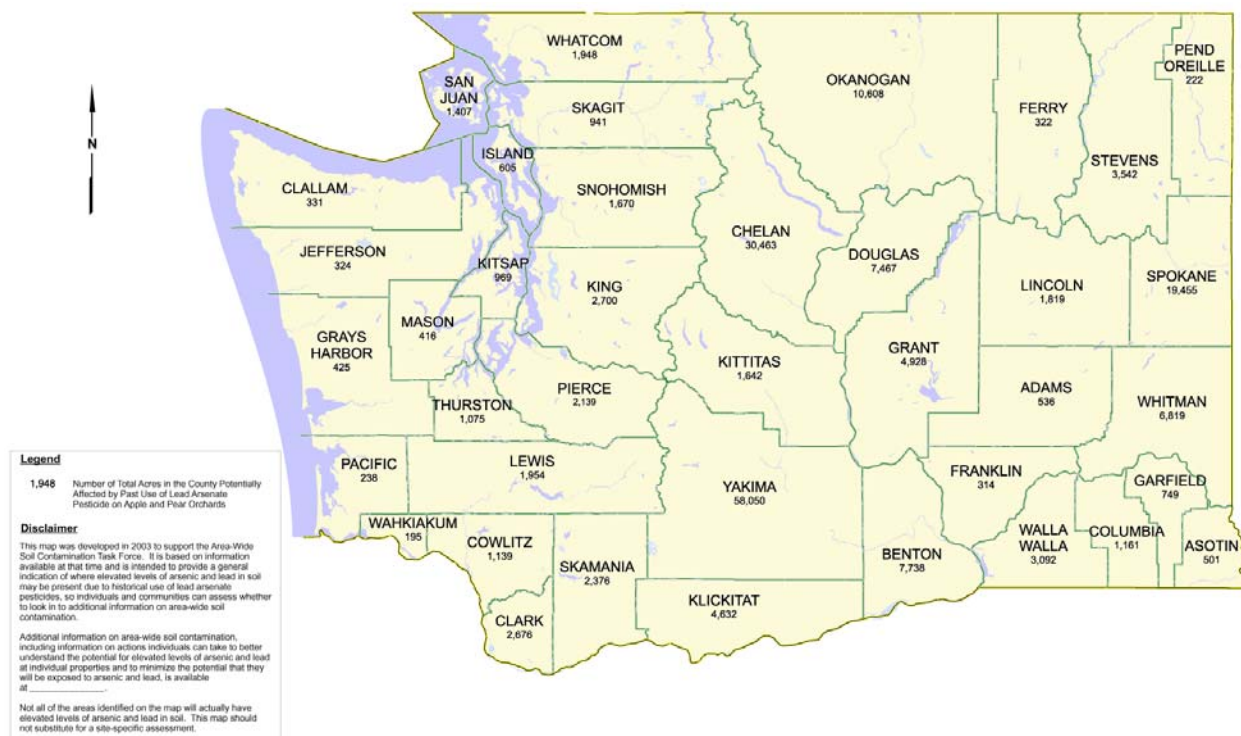 WHATCOM
1,948
PEND
OREILLE
222
SAN
JUAN
1,407
OKANOGAN
10,608
SKAGIT
941
FERRY
322
N
ISLAND
605
STEVENS
3,542
CLALLAM
331
SNOHOMISH
1,670
CHELAN
30,463
JEFFERSON
324
DOUGLAS
7,467
KITSAP
969
KING
2,700
LINCOLN
1,819
SPOKANE
19,455
MASON
416
GRAYS
HARBOR
425
KITTITAS
1,642
GRANT
4,928
PIERCE
2,139
ADAMS
536
WHITMAN
6,819
THURSTON
1,075
PACIFIC
238
LEWIS
1,954
YAKIMA
58,050
FRANKLIN
314
GARFIELD
749
WAHKIAKUM
195
COWLITZ
1,139
SKAMANIA
2,376
BENTON
7,738
WALLA
WALLA
3,092
COLUMBIA
1,161
ASOTIN
501
KLICKITAT
4,632
CLARK
2,676
Legend
1,948 Number of Total Acres in the County Potentially
Affected by Past Use of Lead Arsenate
Pesticide on Apple and Pear Orchards
Disclaimer
This map was developed in 2003 to support the Area-Wide
Soil Contamination Task Force. It is based on information
available at that time and is intended to provide a general
indication of where elevated levels of arsenic and lead in soil
may be present due to historical use of lead arsenate
pesticides, so individuals and communities can assess whether
to look in to additional information on area-wide soil
contamination.
Additional information on area-wide soil contamination,
including information on actions individuals can take to better
understand the potential for elevated levels of arsenic and lead
at individual properties and to minimize the potential that they
will be exposed to arsenic and lead, is available
at ________________.
Not all of the areas identified on the map will actually have
elevated levels of arsenic and lead in soil. This map should
not substitute for a site-specific assessment.